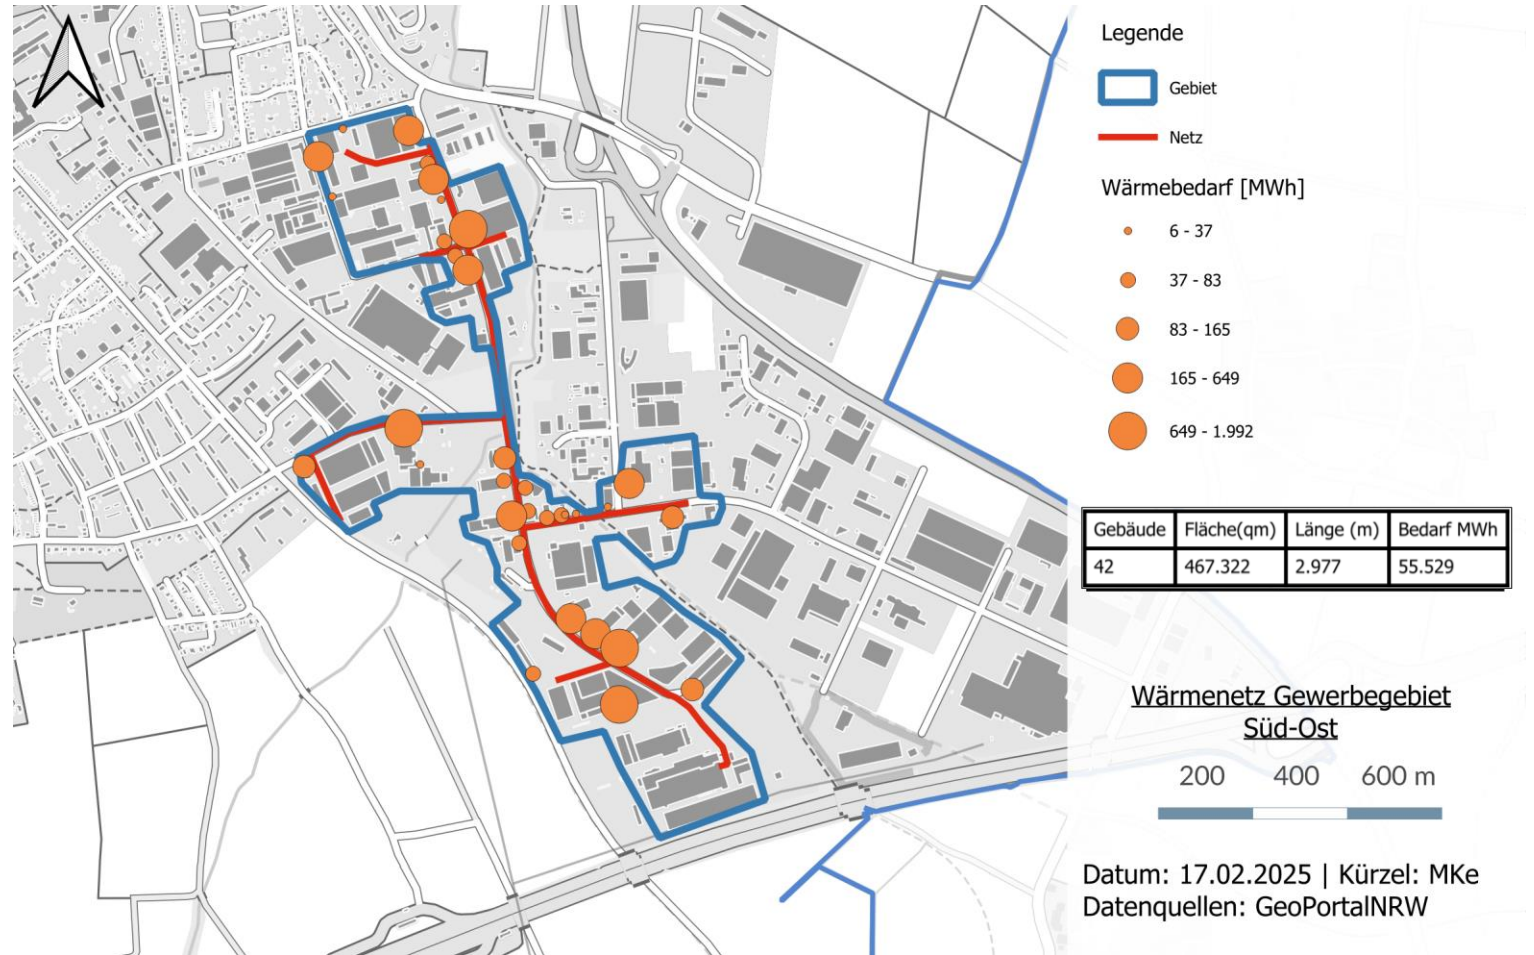 Legende
Gebiet
Netz
Wärmebedarf [MWh]
6 - 37
37 - 83
83 - 165
165 - 649
649 - 1.992
Gebäude Fläche(qm) Länge (m) Bedarf MWh
42 467.322 2.977 55.529
Wärmenetz Gewerbegebiet
Süd-Ost
200 400 600 m
Datum: 17.02.2025 | Kürzel: MKe
Datenquellen: GeoPortalNRW